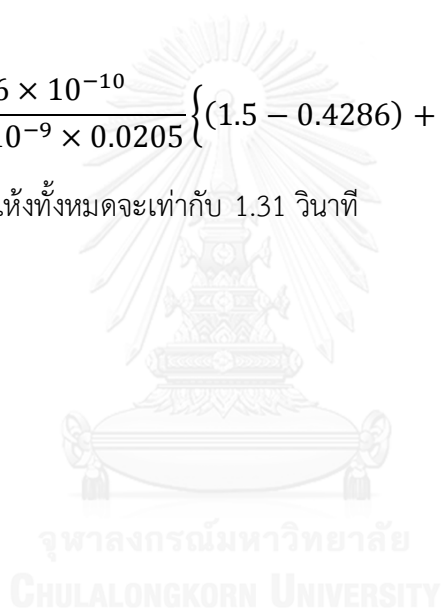 6 × 10⁻¹⁰
0⁻⁹ × 0.0205 {(1.5 − 0.4286) +
ห้งทั้งหมดจะเท่ากับ 1.31 วินาที
จุฬาลงกรณ์มหาวิทยาลัย
CHULALONGKORN UNIVERSITY